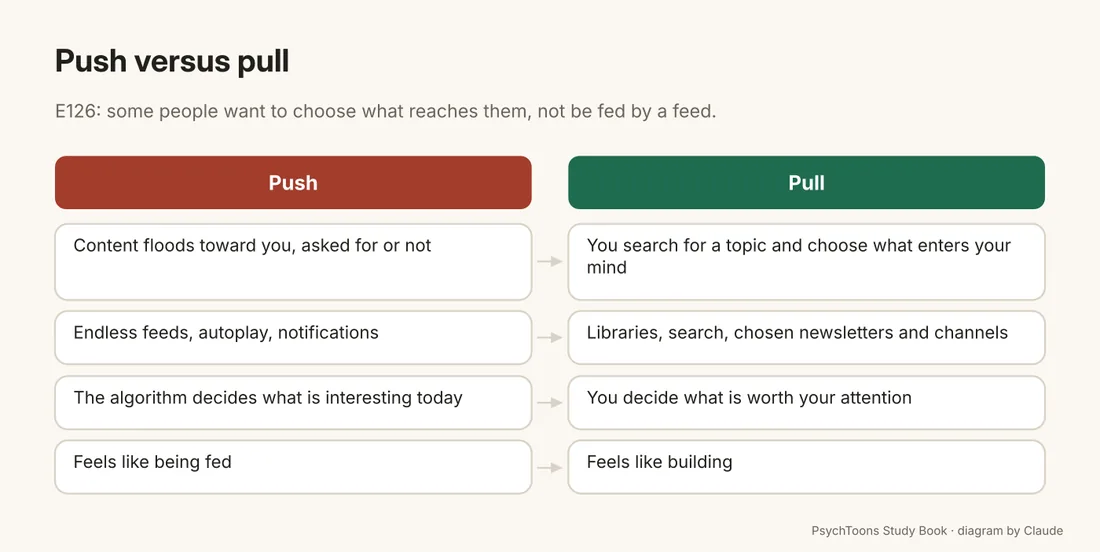 Push versus pull
E126: some people want to choose what reaches them, not be fed by a feed.
Push
Pull
Content floods toward you, asked for or not
You search for a topic and choose what enters your
mind
Endless feeds, autoplay, notifications
Libraries, search, chosen newsletters and channels
The algorithm decides what is interesting today
You decide what is worth your attention
Feels like being fed
Feels like building
PsychToons Study Book · diagram by Claude